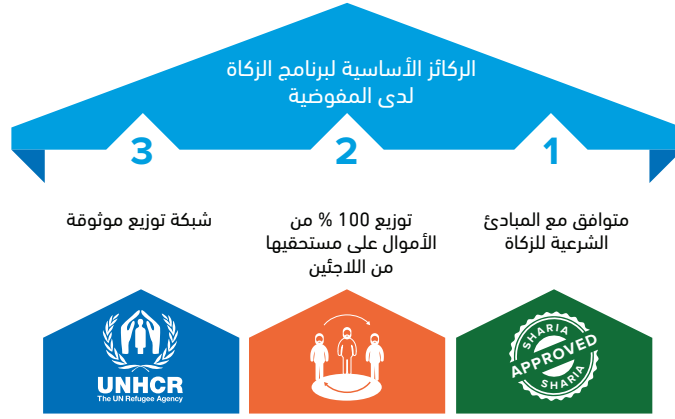 الركائز الأساسية لبرنامج الزكاة
لدى المفوضية
1
متوافق مع المبادئ
الشرعية للزكاة
SHARIA
APPROVED
SHARIA
2
توزيع 100 % من
الأموال على مستحقيها
من اللاجئين
3
شبكة توزيع موثوقة
UNHCR
The UN Refugee Agency